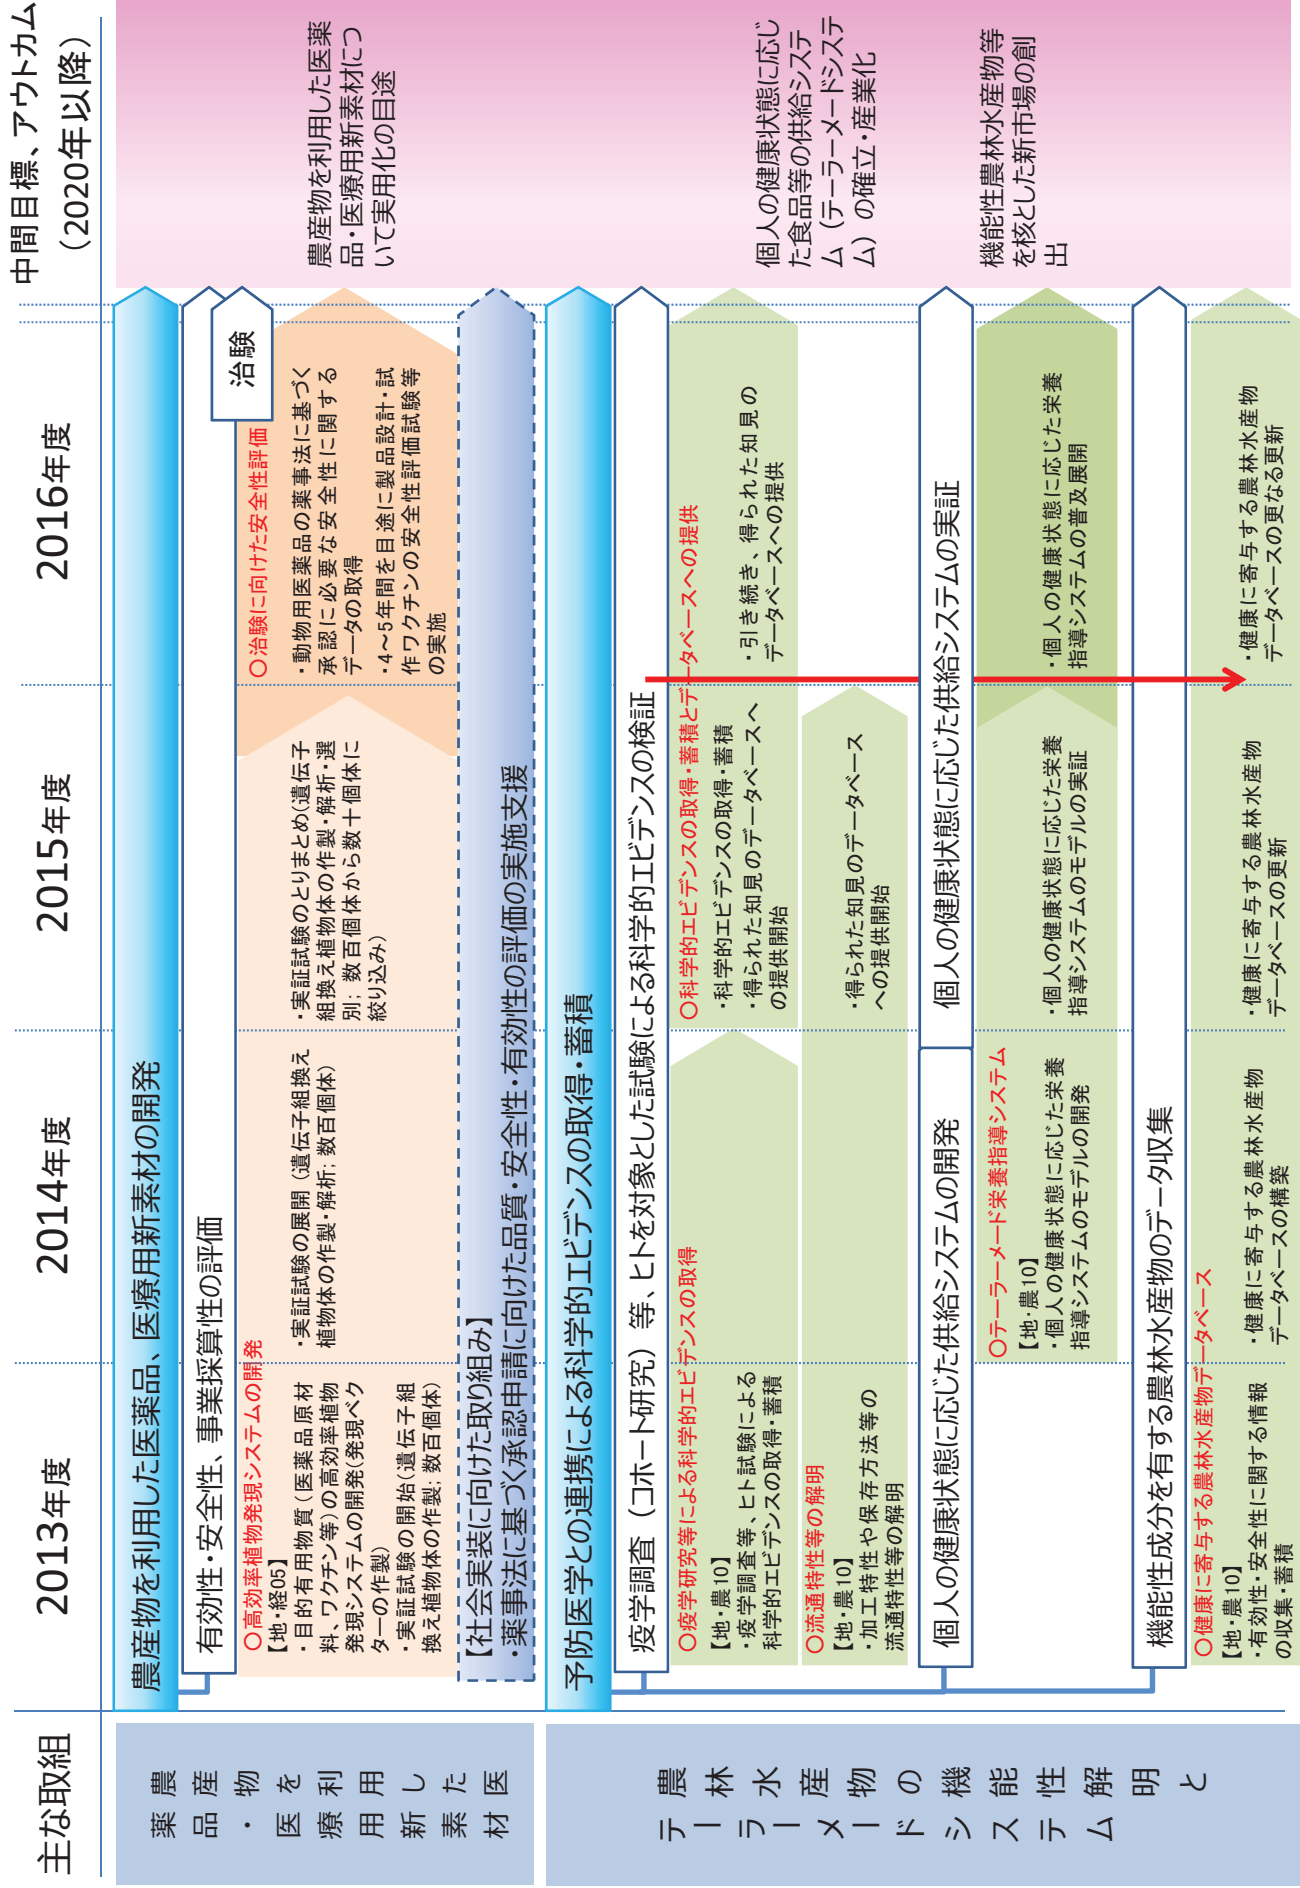 主な取組
2013年度
2014年度
2015年度
2016年度
中間目標、アウトカム
（2020年以降）
農産物を利用した医
薬品・医療用新素材
農産物を利用した医薬品、医療用新素材の開発
有効性・安全性、事業採算性の評価
治験
○高効率植物発現システムの開発
【地・経05】
・目的有用物質（医薬品原材
料、ワクチン等）の高効率植物
発現システムの開発（発現ベク
ターの作製）
・実証試験の開始（遺伝子組
換え植物体の作製；数百個体）
・実証試験の展開（遺伝子組換え
植物体の作製・解析；数百個体）
・実証試験のとりまとめ（遺伝子
組換え植物体の作製・解析・選
別；数百個体から数十個体に
絞り込み）
○治験に向けた安全性評価
・動物用医薬品の薬事法に基づく
承認に必要な安全性に関する
データの取得
・4～5年間を目途に製品設計・試
作ワクチンの安全性評価試験等
の実施
【社会実装に向けた取り組み】
・薬事法に基づく承認申請に向けた品質・安全性・有効性の評価の実施支援
農産物を利用した医薬
品・医療用新素材につ
いて実用化の目途
農林水産物の機能性解明と
テーラーメードシステム
予防医学との連携による科学的エビデンスの取得・蓄積
疫学調査（コホート研究）等、ヒトを対象とした試験による科学的エビデンスの検証
○疫学研究等による科学的エビデンスの取得
【地・農10】
・疫学調査等、ヒト試験による
科学的エビデンスの取得・蓄積
○科学的エビデンスの取得・蓄積とデータベースへの提供
・科学的エビデンスの取得・蓄積
・得られた知見のデータベースへ
の提供開始
・引き続き、得られた知見の
データベースへの提供
○流通特性等の解明
【地・農10】
・加工特性や保存方法等の
流通特性等の解明
・得られた知見のデータベース
への提供開始
個人の健康状態に応じた供給システムの開発
個人の健康状態に応じた供給システムの実証
○テーラーメード栄養指導システム
【地・農10】
・個人の健康状態に応じた栄養
指導システムのモデルの開発
・個人の健康状態に応じた栄養
指導システムのモデルの実証
・個人の健康状態に応じた栄養
指導システムの普及展開
機能性成分を有する農林水産物のデータ収集
○健康に寄与する農林水産物データベース
【地・農10】
・有効性・安全性に関する情報
の収集・蓄積
・健康に寄与する農林水産物
データベースの構築
・健康に寄与する農林水産物
データベースの更新
・健康に寄与する農林水産物
データベースの更なる更新
個人の健康状態に応じ
た食品等の供給システ
ム（テーラーメードシステ
ム）の確立・産業化
機能性農林水産物等
を核とした新市場の創
出